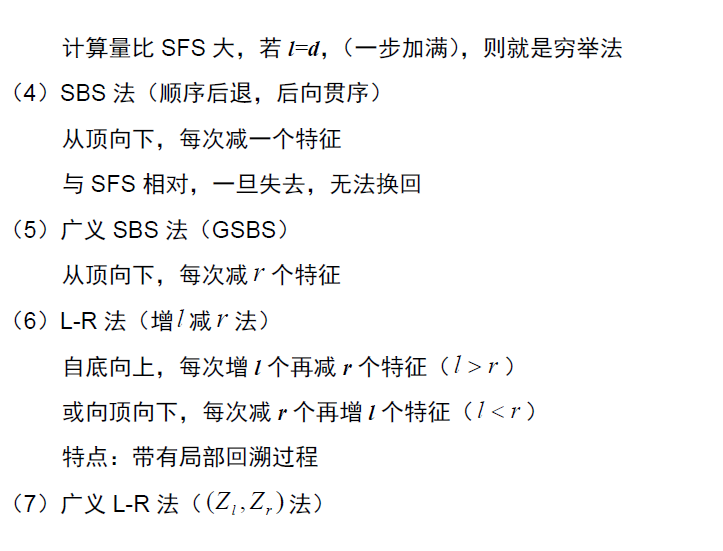 计算量比 SFS 大，若 l=d，（一步加满），则就是穷举法
（4）SBS 法（顺序后退，后向贯序）
从顶向下，每次减一个特征
与 SFS 相对，一旦失去，无法换回
（5）广义 SBS 法（GSBS）
从顶向下，每次减 r 个特征
（6）L-R 法（增 l 减 r 法）
自底向上，每次增 l 个再减 r 个特征（l > r）
或向顶向下，每次减 r 个再增 l 个特征（l < r）
特点：带有局部回溯过程
（7）广义 L-R 法（(Z_l, Z_r) 法）